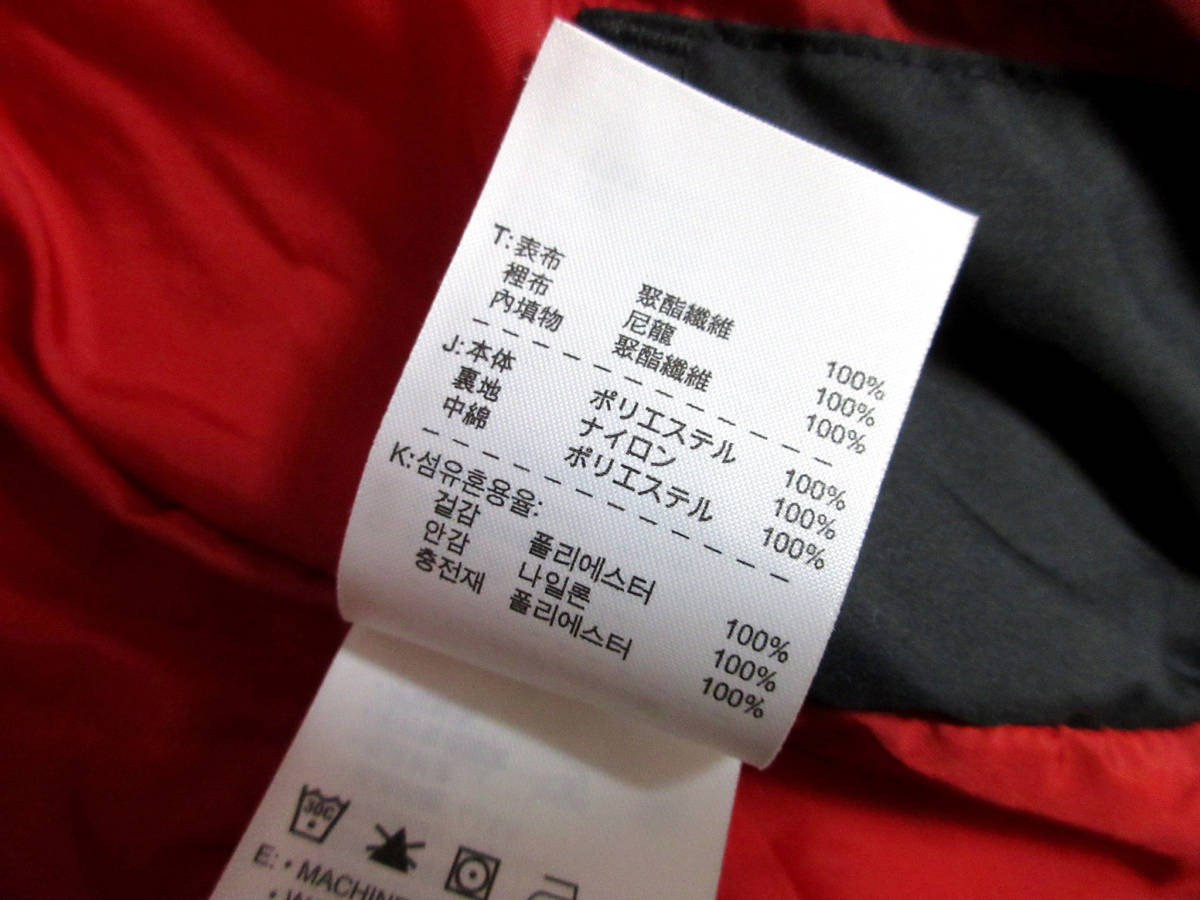 T:表布 聚酯纖維 100%
裡布 尼龍 100%
內填物 聚酯纖維 100%
J:本体 ポリエステル 100%
裏地 ナイロン 100%
中綿 ポリエステル 100%
K:섬유혼용율:
겉감 폴리에스터 100%
안감 나일론 100%
충전재 폴리에스터 100%
30C
E: • MACHINE